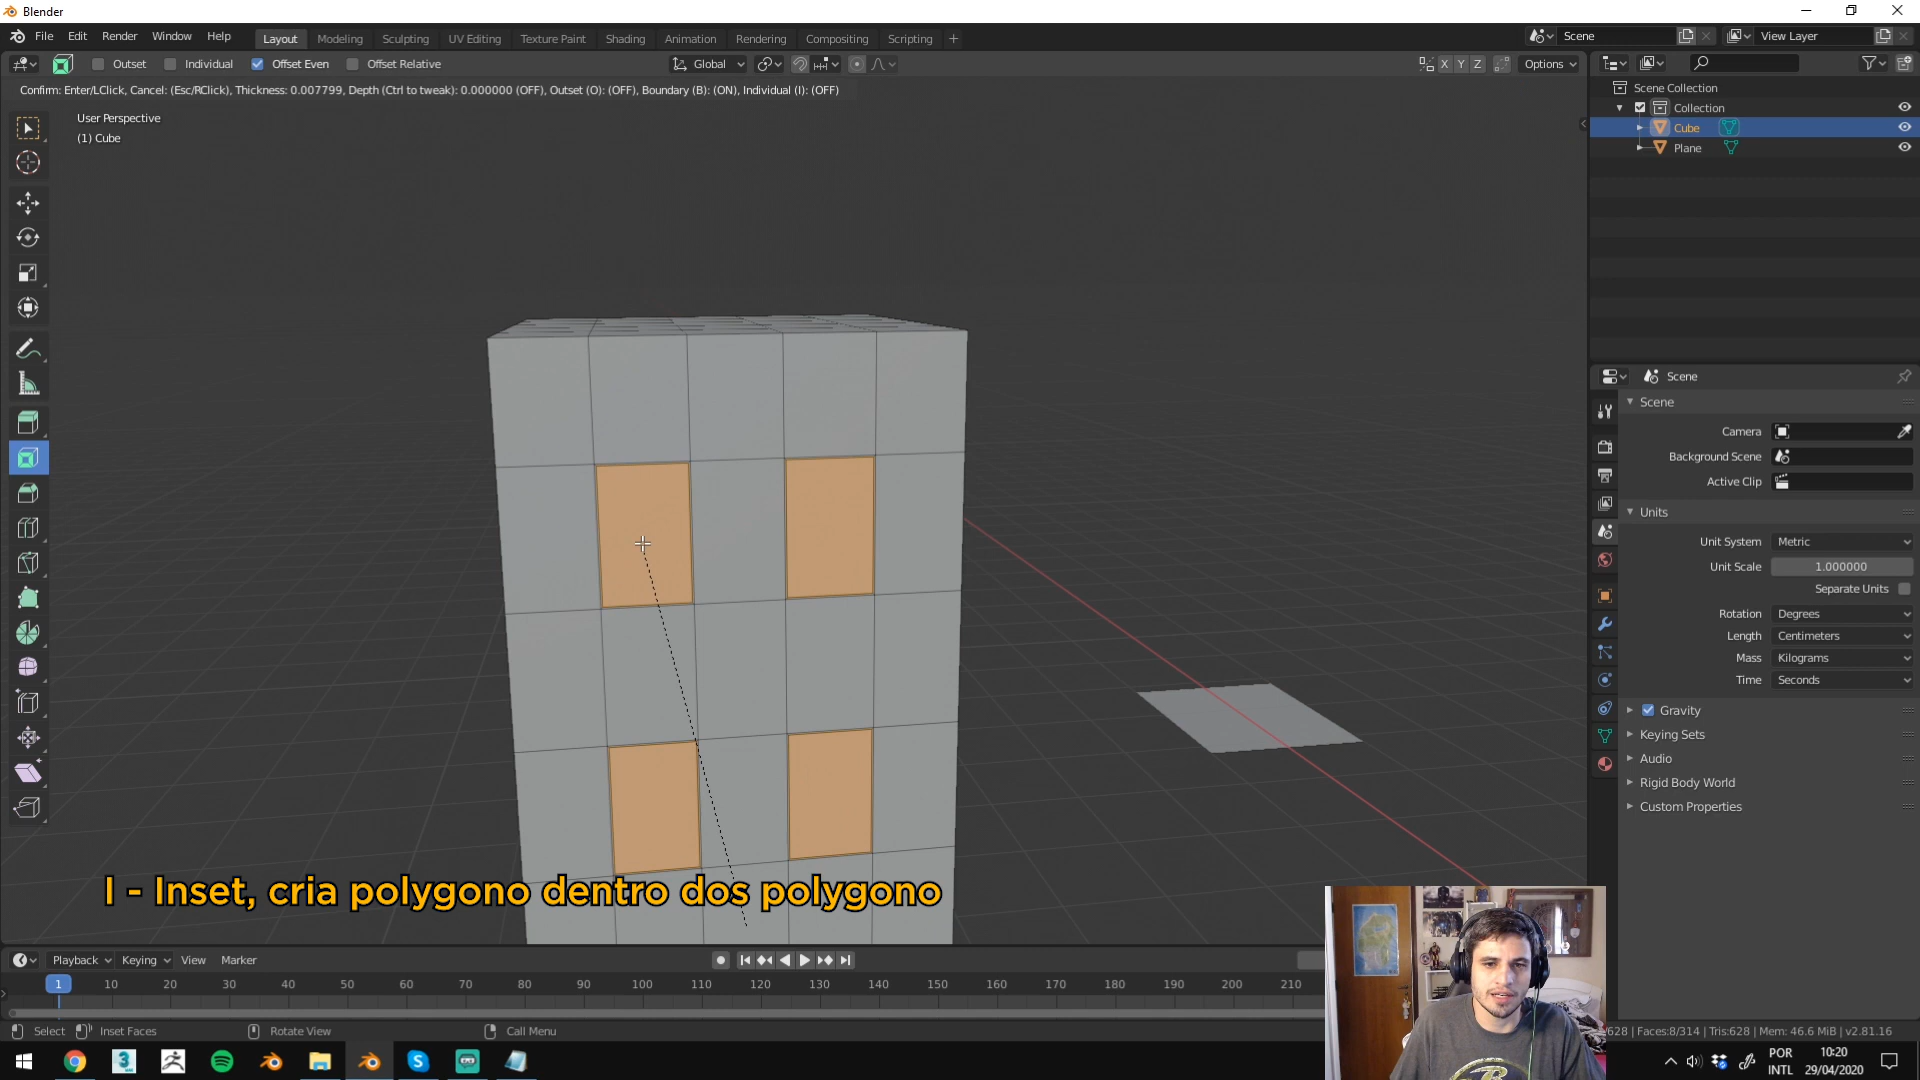 Blender
File Edit Render Window Help Layout Modeling Sculpting UV Editing Texture Paint Shading Animation Rendering Compositing Scripting + Scene View Layer
Outset Individual Offset Even Offset Relative Global X Y Z Options
Confirm: Enter/LClick, Cancel: (Esc/RClick), Thickness: 0.007799, Depth (Ctrl to tweak): 0.000000 (OFF), Outset (O): (OFF), Boundary (B): (ON), Individual (I): (OFF)
User Perspective
(1) Cube
Scene Collection
Collection
Cube
Plane
Scene
Scene
Camera
Background Scene
Active Clip
Units
Unit System Metric
Unit Scale 1.000000
Separate Units
Rotation Degrees
Length Centimeters
Mass Kilograms
Time Seconds
Gravity
Keying Sets
Audio
Rigid Body World
Custom Properties
I - Inset, cria polygono dentro dos polygono
Playback Keying View Marker
1 10 20 30 40 50 60 70 80 90 100 110 120 130 140 150 160 170 180 190 200 210
Select Inset Faces Rotate View Call Menu
/628 | Faces:8/314 | Tris:628 | Mem: 46.6 MiB | v2.81.16
POR
INTL
10:20
29/04/2020